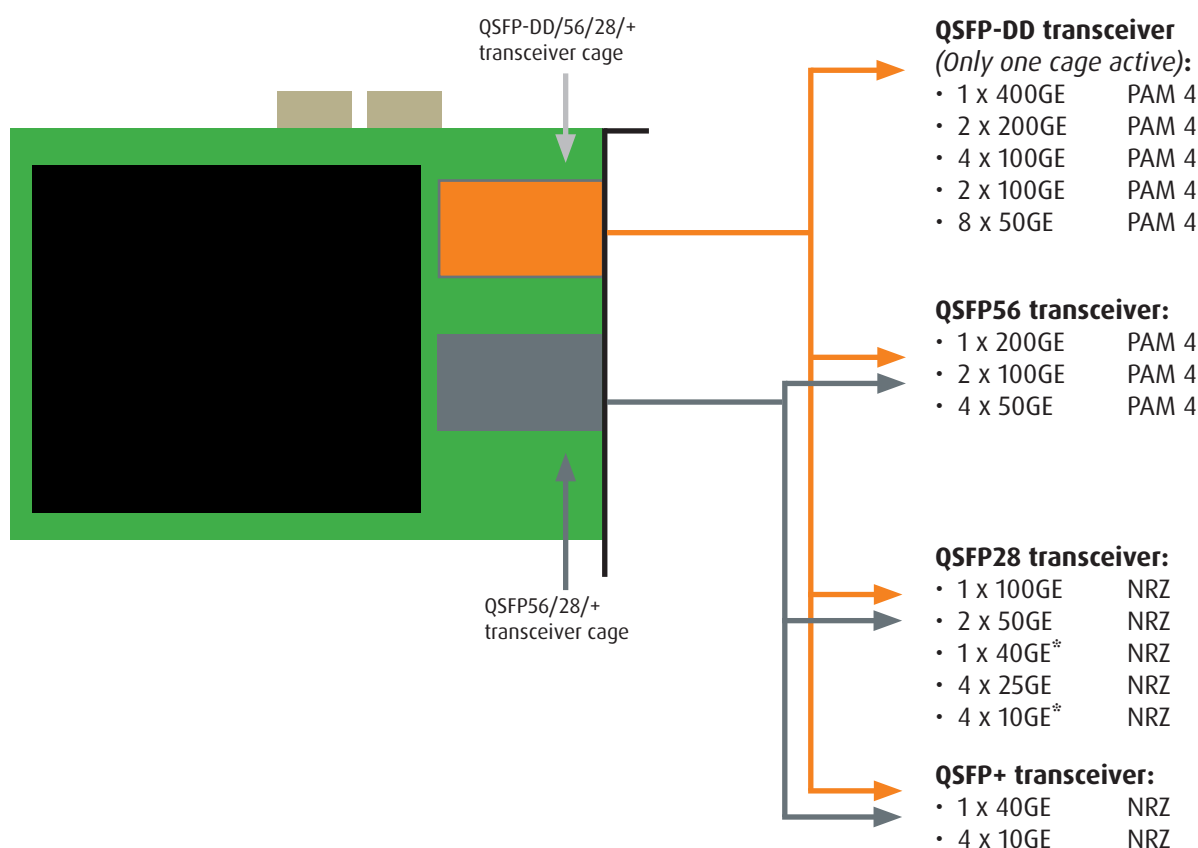 QSFP-DD/56/28/+
transceiver cage
QSFP56/28/+
transceiver cage
QSFP-DD transceiver
(Only one cage active):
• 1 x 400GE PAM 4
• 2 x 200GE PAM 4
• 4 x 100GE PAM 4
• 2 x 100GE PAM 4
• 8 x 50GE PAM 4
QSFP56 transceiver:
• 1 x 200GE PAM 4
• 2 x 100GE PAM 4
• 4 x 50GE PAM 4
QSFP28 transceiver:
• 1 x 100GE NRZ
• 2 x 50GE NRZ
• 1 x 40GE* NRZ
• 4 x 25GE NRZ
• 4 x 10GE* NRZ
QSFP+ transceiver:
• 1 x 40GE NRZ
• 4 x 10GE NRZ